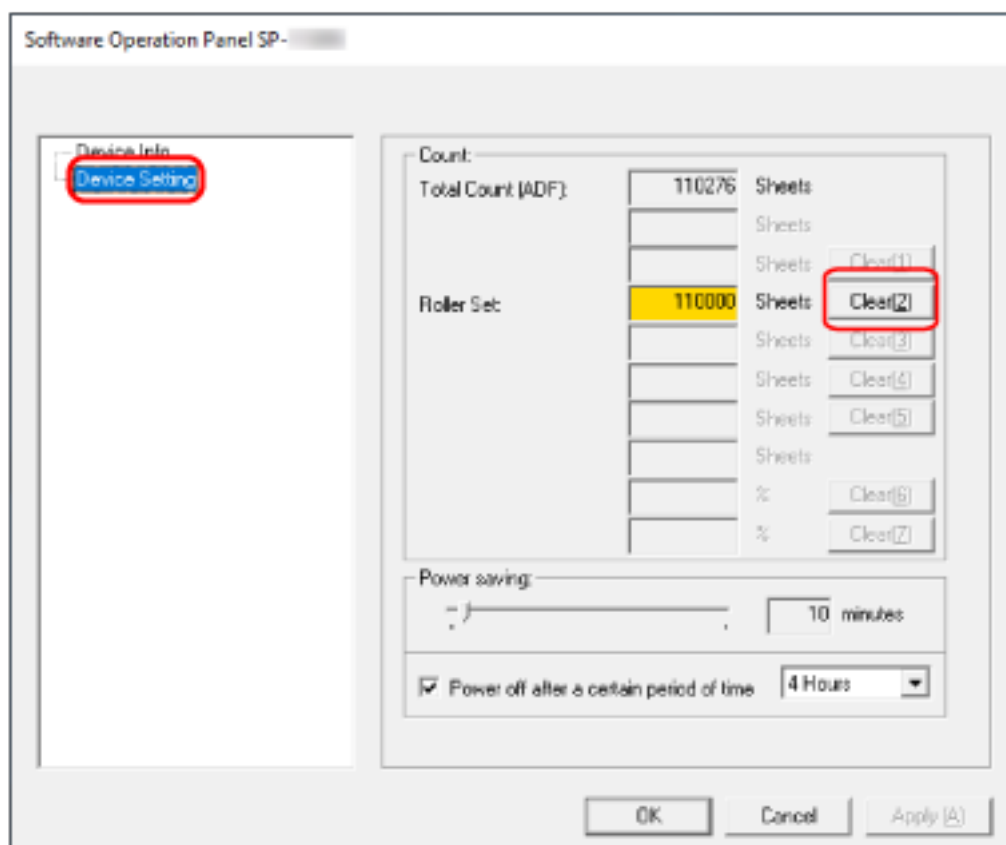 Software Operation Panel SP-
Device Info
Device Setting
Count:
Total Count (ADF): 110276 Sheets
Sheets
Sheets Clear(1)
Roller Set: 110000 Sheets Clear(2)
Sheets Clear(3)
Sheets Clear(4)
Sheets Clear(5)
Sheets
% Clear(6)
% Clear(7)
Power saving:
10 minutes
Power off after a certain period of time 4 Hours
OK Cancel Apply (A)